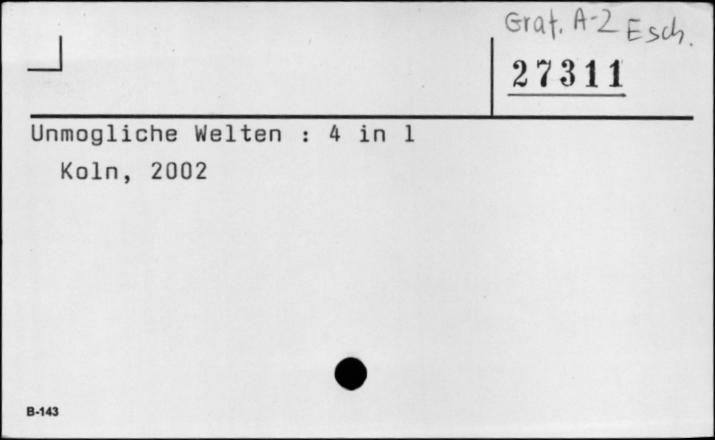 Graf. A-2 Esch.
27311
Unmogliche Welten : 4 in 1
Koln, 2002
B-143